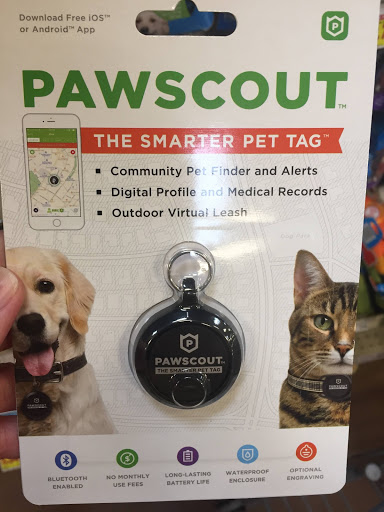 Download Free iOS™
or Android™ App
P
PAWSCOUT™
THE SMARTER PET TAG™
▪ Community Pet Finder and Alerts
▪ Digital Profile and Medical Records
▪ Outdoor Virtual Leash
P
PAWSCOUT™
THE SMARTER PET TAG
BLUETOOTH
ENABLED
NO MONTHLY
USE FEES
LONG-LASTING
BATTERY LIFE
WATERPROOF
ENCLOSURE
OPTIONAL
ENGRAVING